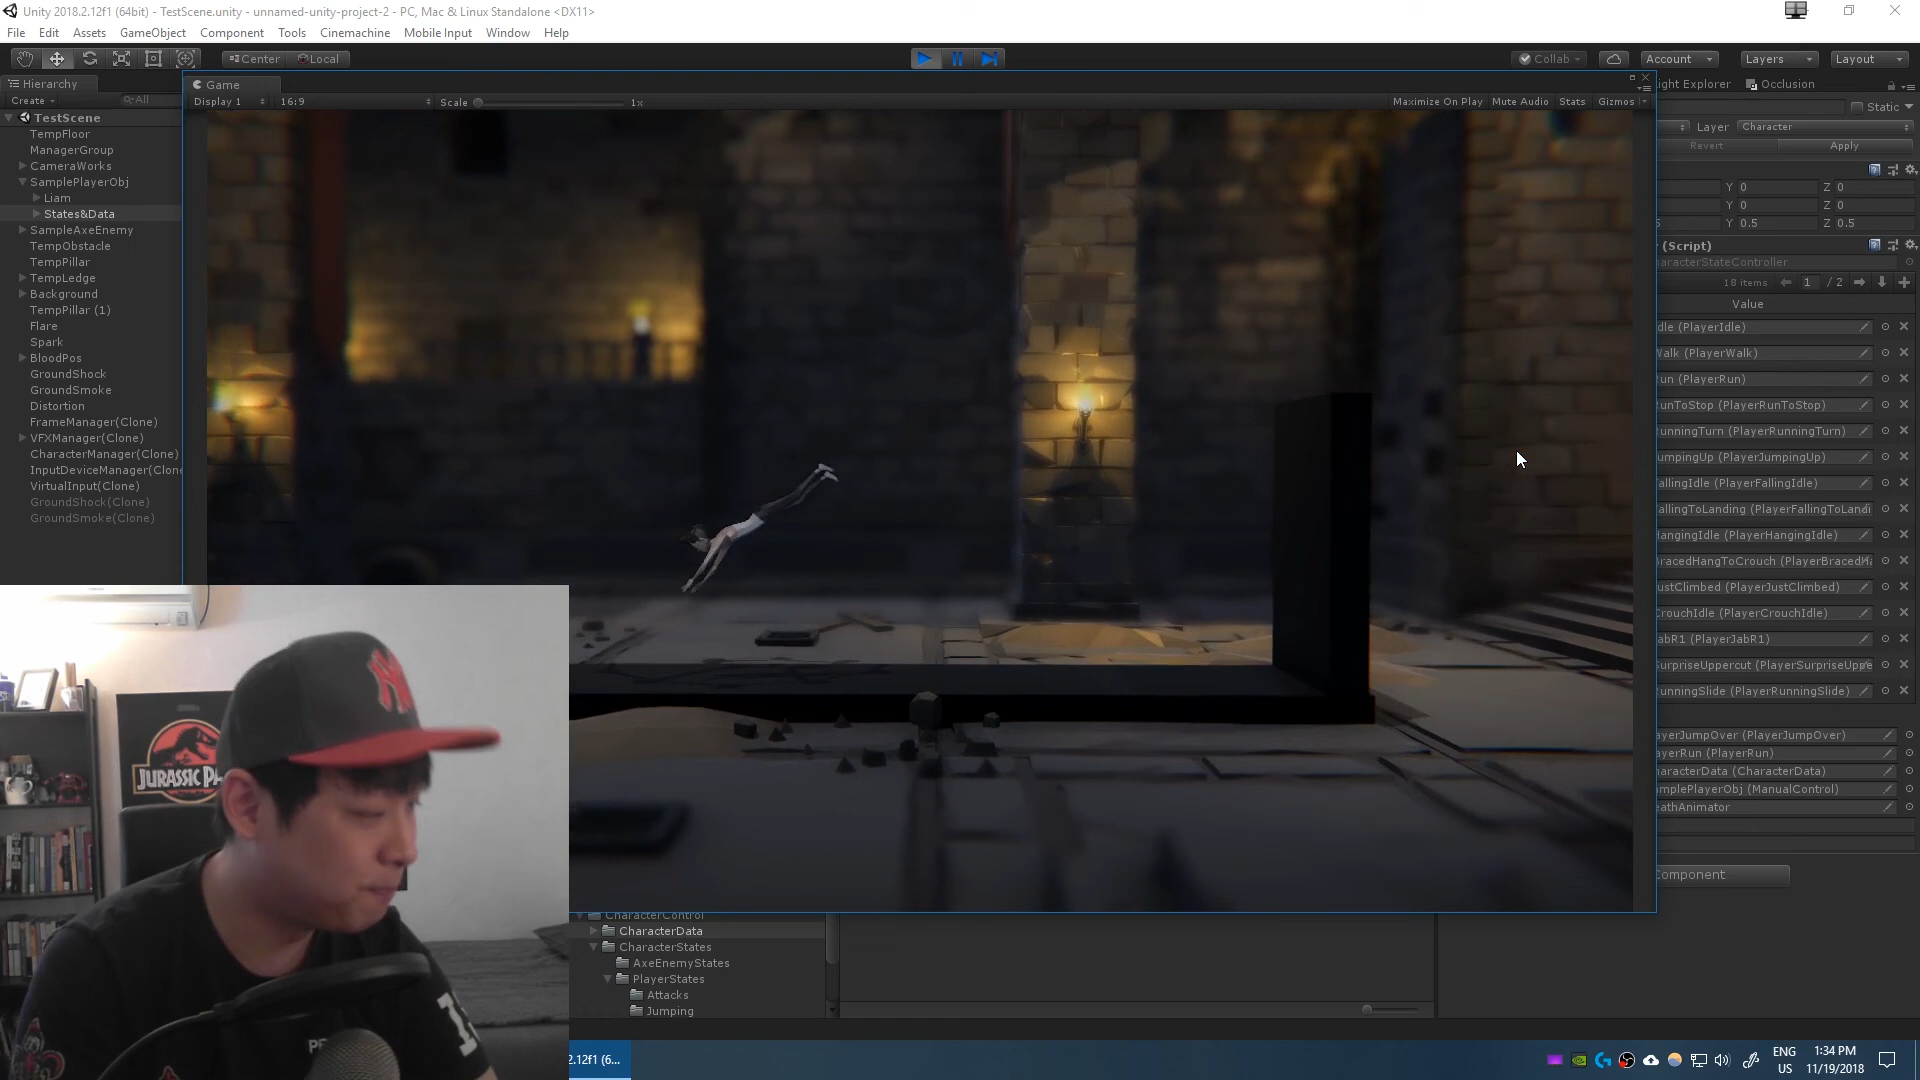 Unity 2018.2.12f1 (64bit) - TestScene.unity - unnamed-unity-project-2 - PC, Mac & Linux Standalone <DX11>
File Edit Assets GameObject Component Tools Cinemachine Mobile Input Window Help
Center Local Collab Account Layers Layout
Hierarchy
Game
ight Explorer Occlusion
Create All
Display 1 16:9 Scale 1x Maximize On Play Mute Audio Stats Gizmos
Static
TestScene
TempFloor
ManagerGroup
CameraWorks
SamplePlayerObj
Liam
States&Data
SampleAxeEnemy
TempObstacle
TempPillar
TempLedge
Background
TempPillar (1)
Flare
Spark
BloodPos
GroundShock
GroundSmoke
Distortion
FrameManager(Clone)
VFXManager(Clone)
CharacterManager(Clone)
InputDeviceManager(Clone
VirtualInput(Clone)
GroundShock(Clone)
GroundSmoke(Clone)
Layer Character
Revert Apply
Y 0 Z 0
Y 0 Z 0
5 Y 0.5 Z 0.5
(Script)
aracterStateController
18 items 1 / 2
Value
dle (PlayerIdle)
Walk (PlayerWalk)
un (PlayerRun)
unToStop (PlayerRunToStop)
unningTurn (PlayerRunningTurn)
umpingUp (PlayerJumpingUp)
allingIdle (PlayerFallingIdle)
allingToLanding (PlayerFallingToLandi
HangingIdle (PlayerHangingIdle)
racedHangToCrouch (PlayerBracedHa
ustClimbed (PlayerJustClimbed)
CrouchIdle (PlayerCrouchIdle)
abR1 (PlayerJabR1)
SurpriseUppercut (PlayerSurpriseUppe
unningSlide (PlayerRunningSlide)
ayerJumpOver (PlayerJumpOver)
ayerRun (PlayerRun)
haracterData (CharacterData)
amplePlayerObj (ManualControl)
eathAnimator
Component
JURASSIC PA
CharacterControl
CharacterData
CharacterStates
AxeEnemyStates
PlayerStates
Attacks
Jumping
2.12f1 (6...
ENG
US
1:34 PM
11/19/2018